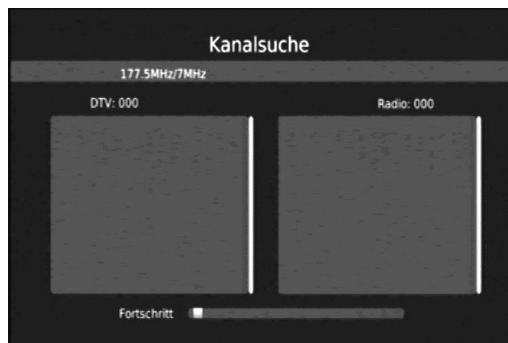 Kanalsuche
177.5MHz/7MHz
DTV: 000 Radio: 000
Fortschritt